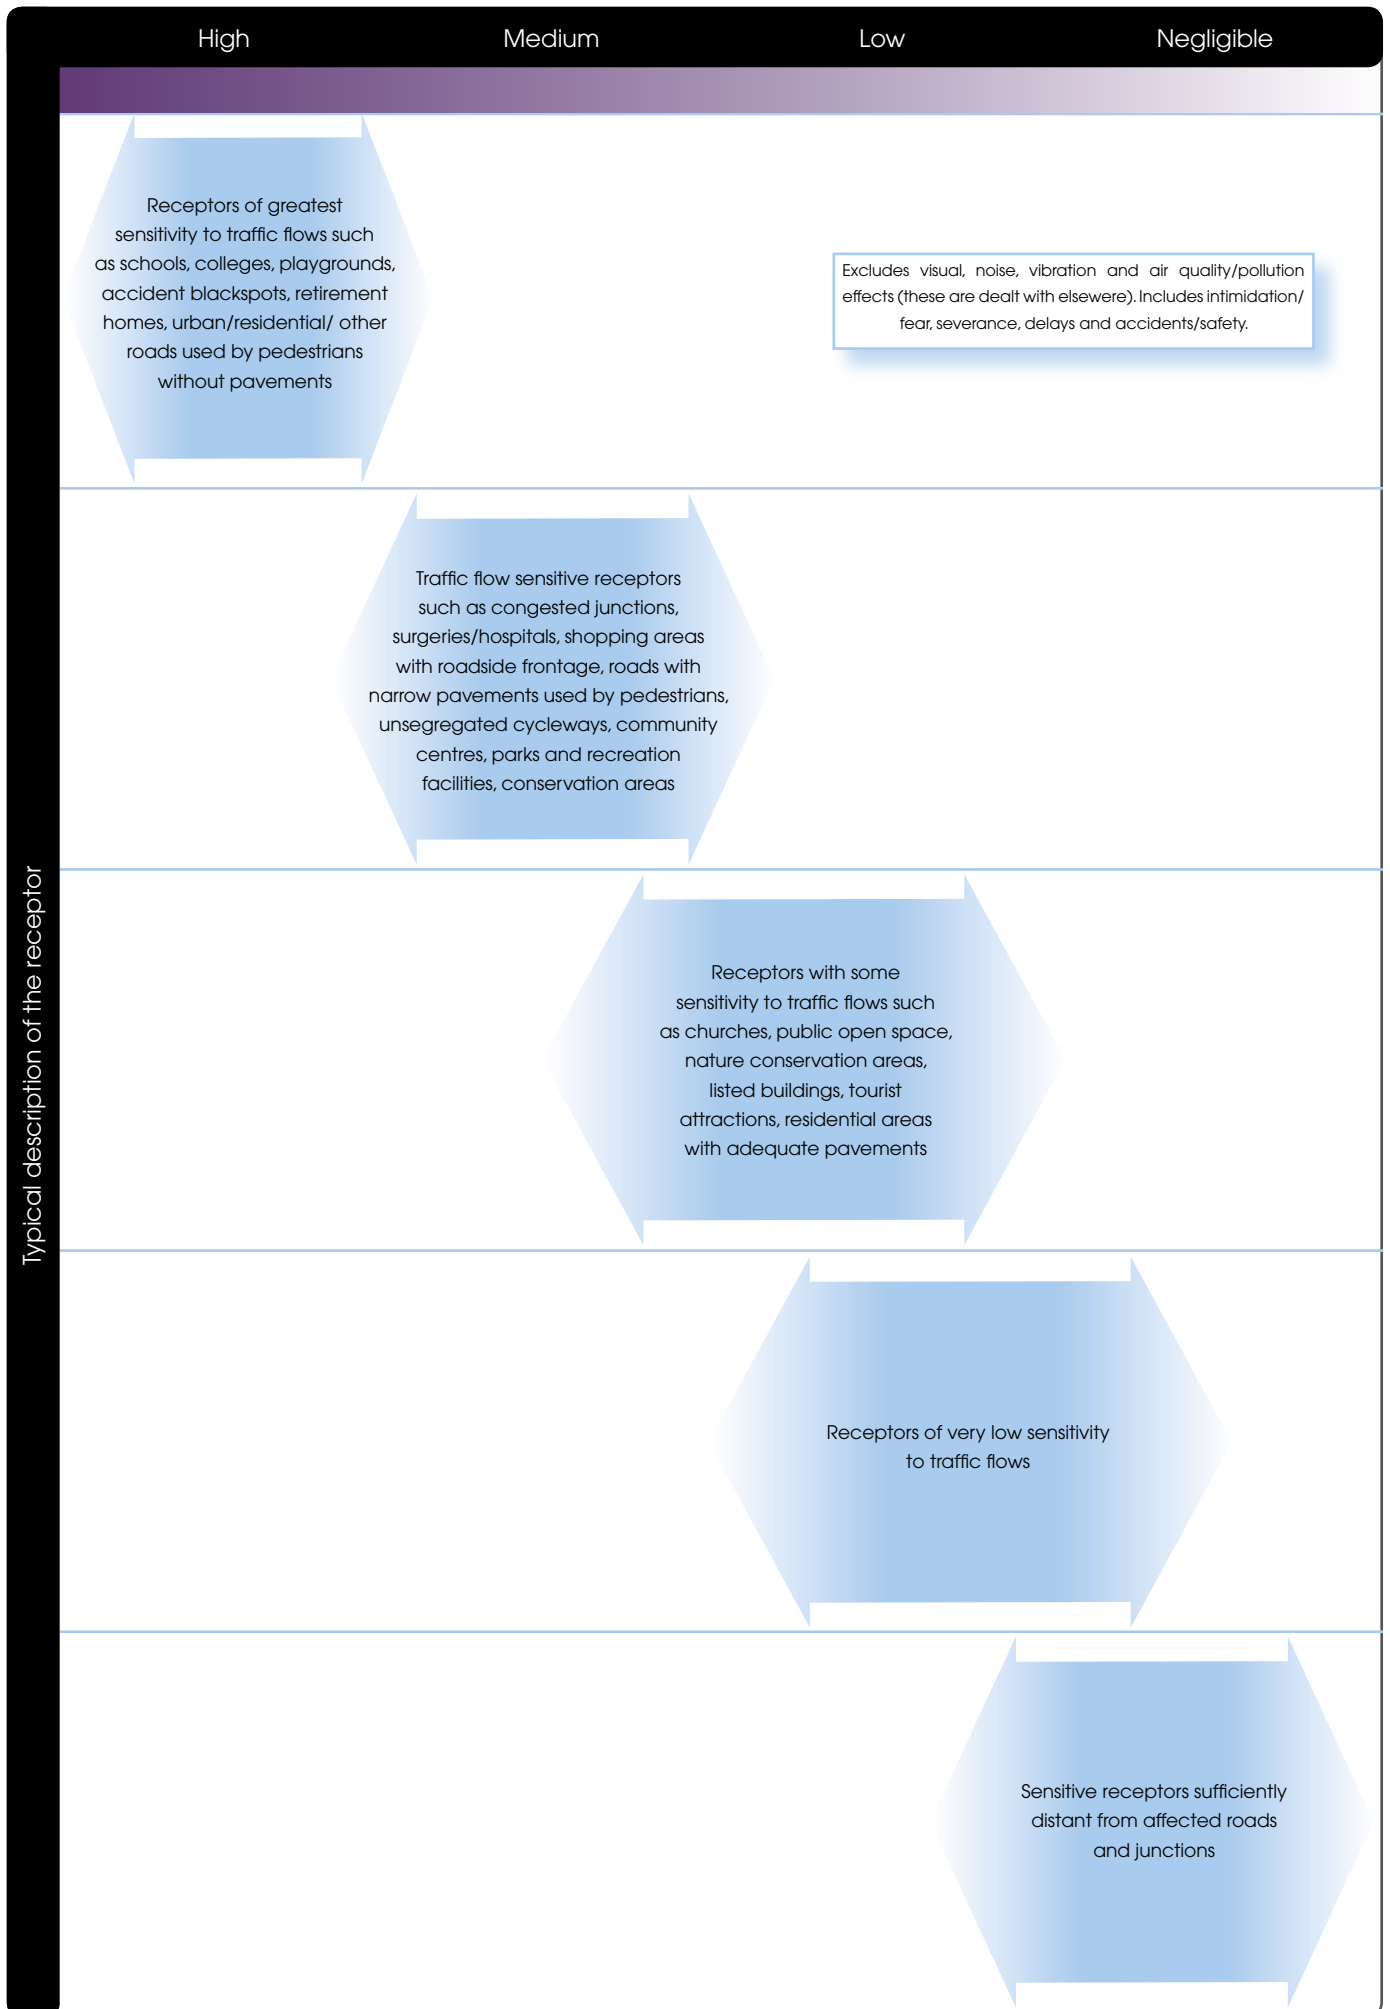 High
Medium
Low
Negligible
Typical description of the receptor
Receptors of greatest
sensitivity to traffic flows such
as schools, colleges, playgrounds,
accident blackspots, retirement
homes, urban/residential/ other
roads used by pedestrians
without pavements
Excludes visual, noise, vibration and air quality/pollution
effects (these are dealt with elsewere). Includes intimidation/
fear, severance, delays and accidents/safety.
Traffic flow sensitive receptors
such as congested junctions,
surgeries/hospitals, shopping areas
with roadside frontage, roads with
narrow pavements used by pedestrians,
unsegregated cycleways, community
centres, parks and recreation
facilities, conservation areas
Receptors with some
sensitivity to traffic flows such
as churches, public open space,
nature conservation areas,
listed buildings, tourist
attractions, residential areas
with adequate pavements
Receptors of very low sensitivity
to traffic flows
Sensitive receptors sufficiently
distant from affected roads
and junctions